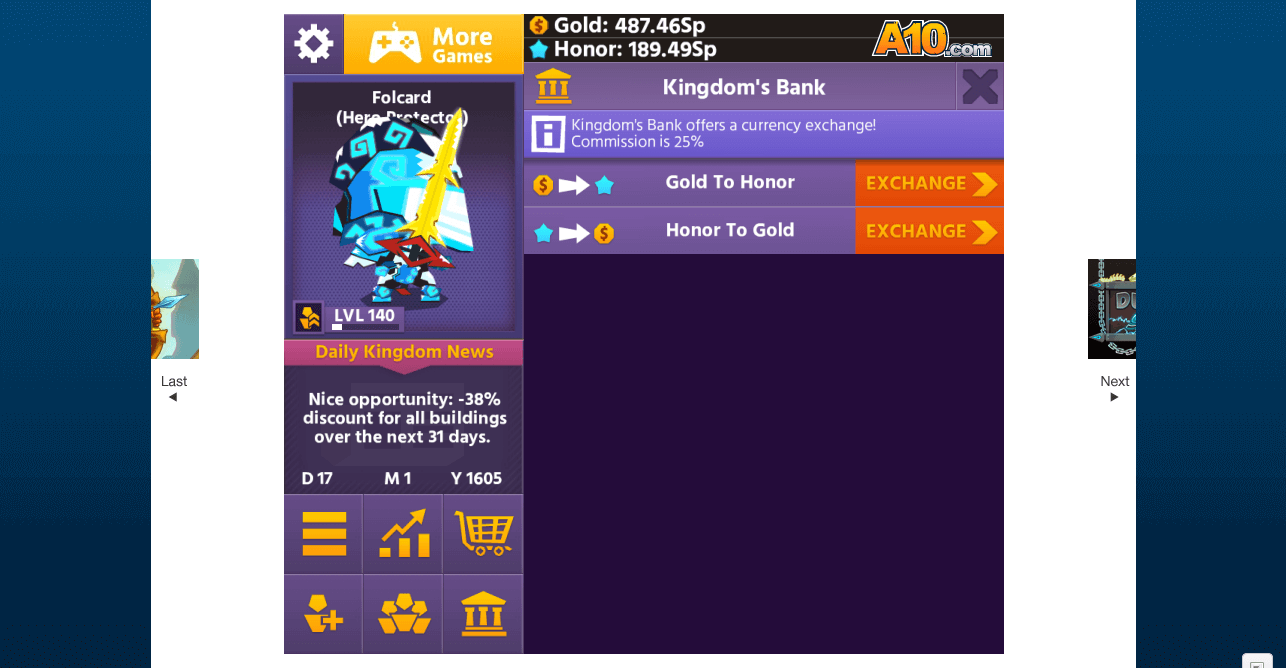 More
Games
Gold: 487.46Sp
Honor: 189.49Sp
A10.com
Kingdom's Bank
Kingdom's Bank offers a currency exchange!
Commission is 25%
Gold To Honor
EXCHANGE
Honor To Gold
EXCHANGE
Folcard
(Hero Protector)
LVL 140
Daily Kingdom News
Nice opportunity: -38%
discount for all buildings
over the next 31 days.
D 17 M 1 Y 1605
Last
Next